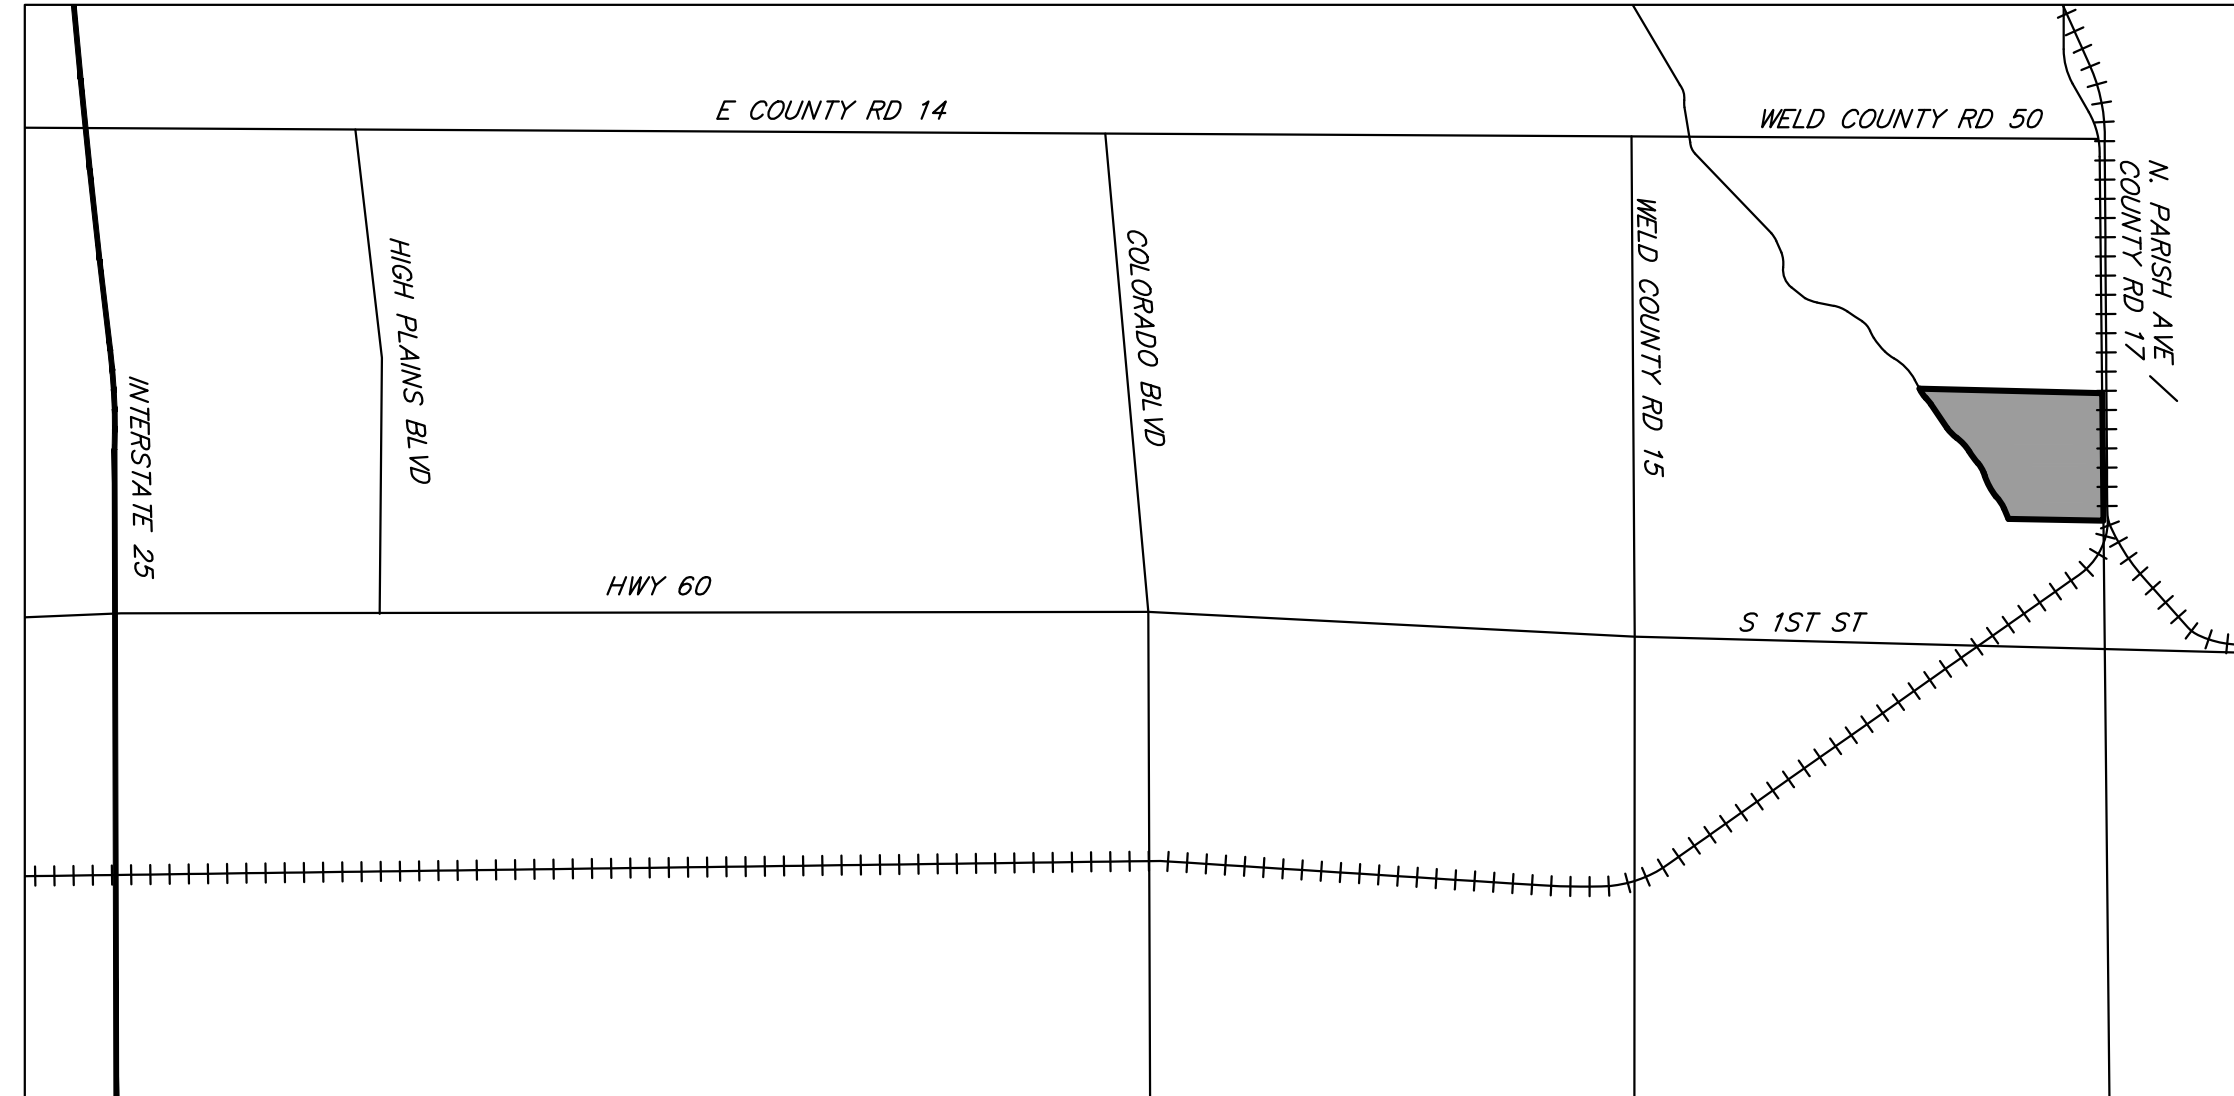 E COUNTY RD 14
WELD COUNTY RD 50
N. PARISH AVE /
COUNTY RD 17
WELD COUNTY RD 15
COLORADO BLVD
HIGH PLAINS BLVD
INTERSTATE 25
HWY 60
S 1ST ST